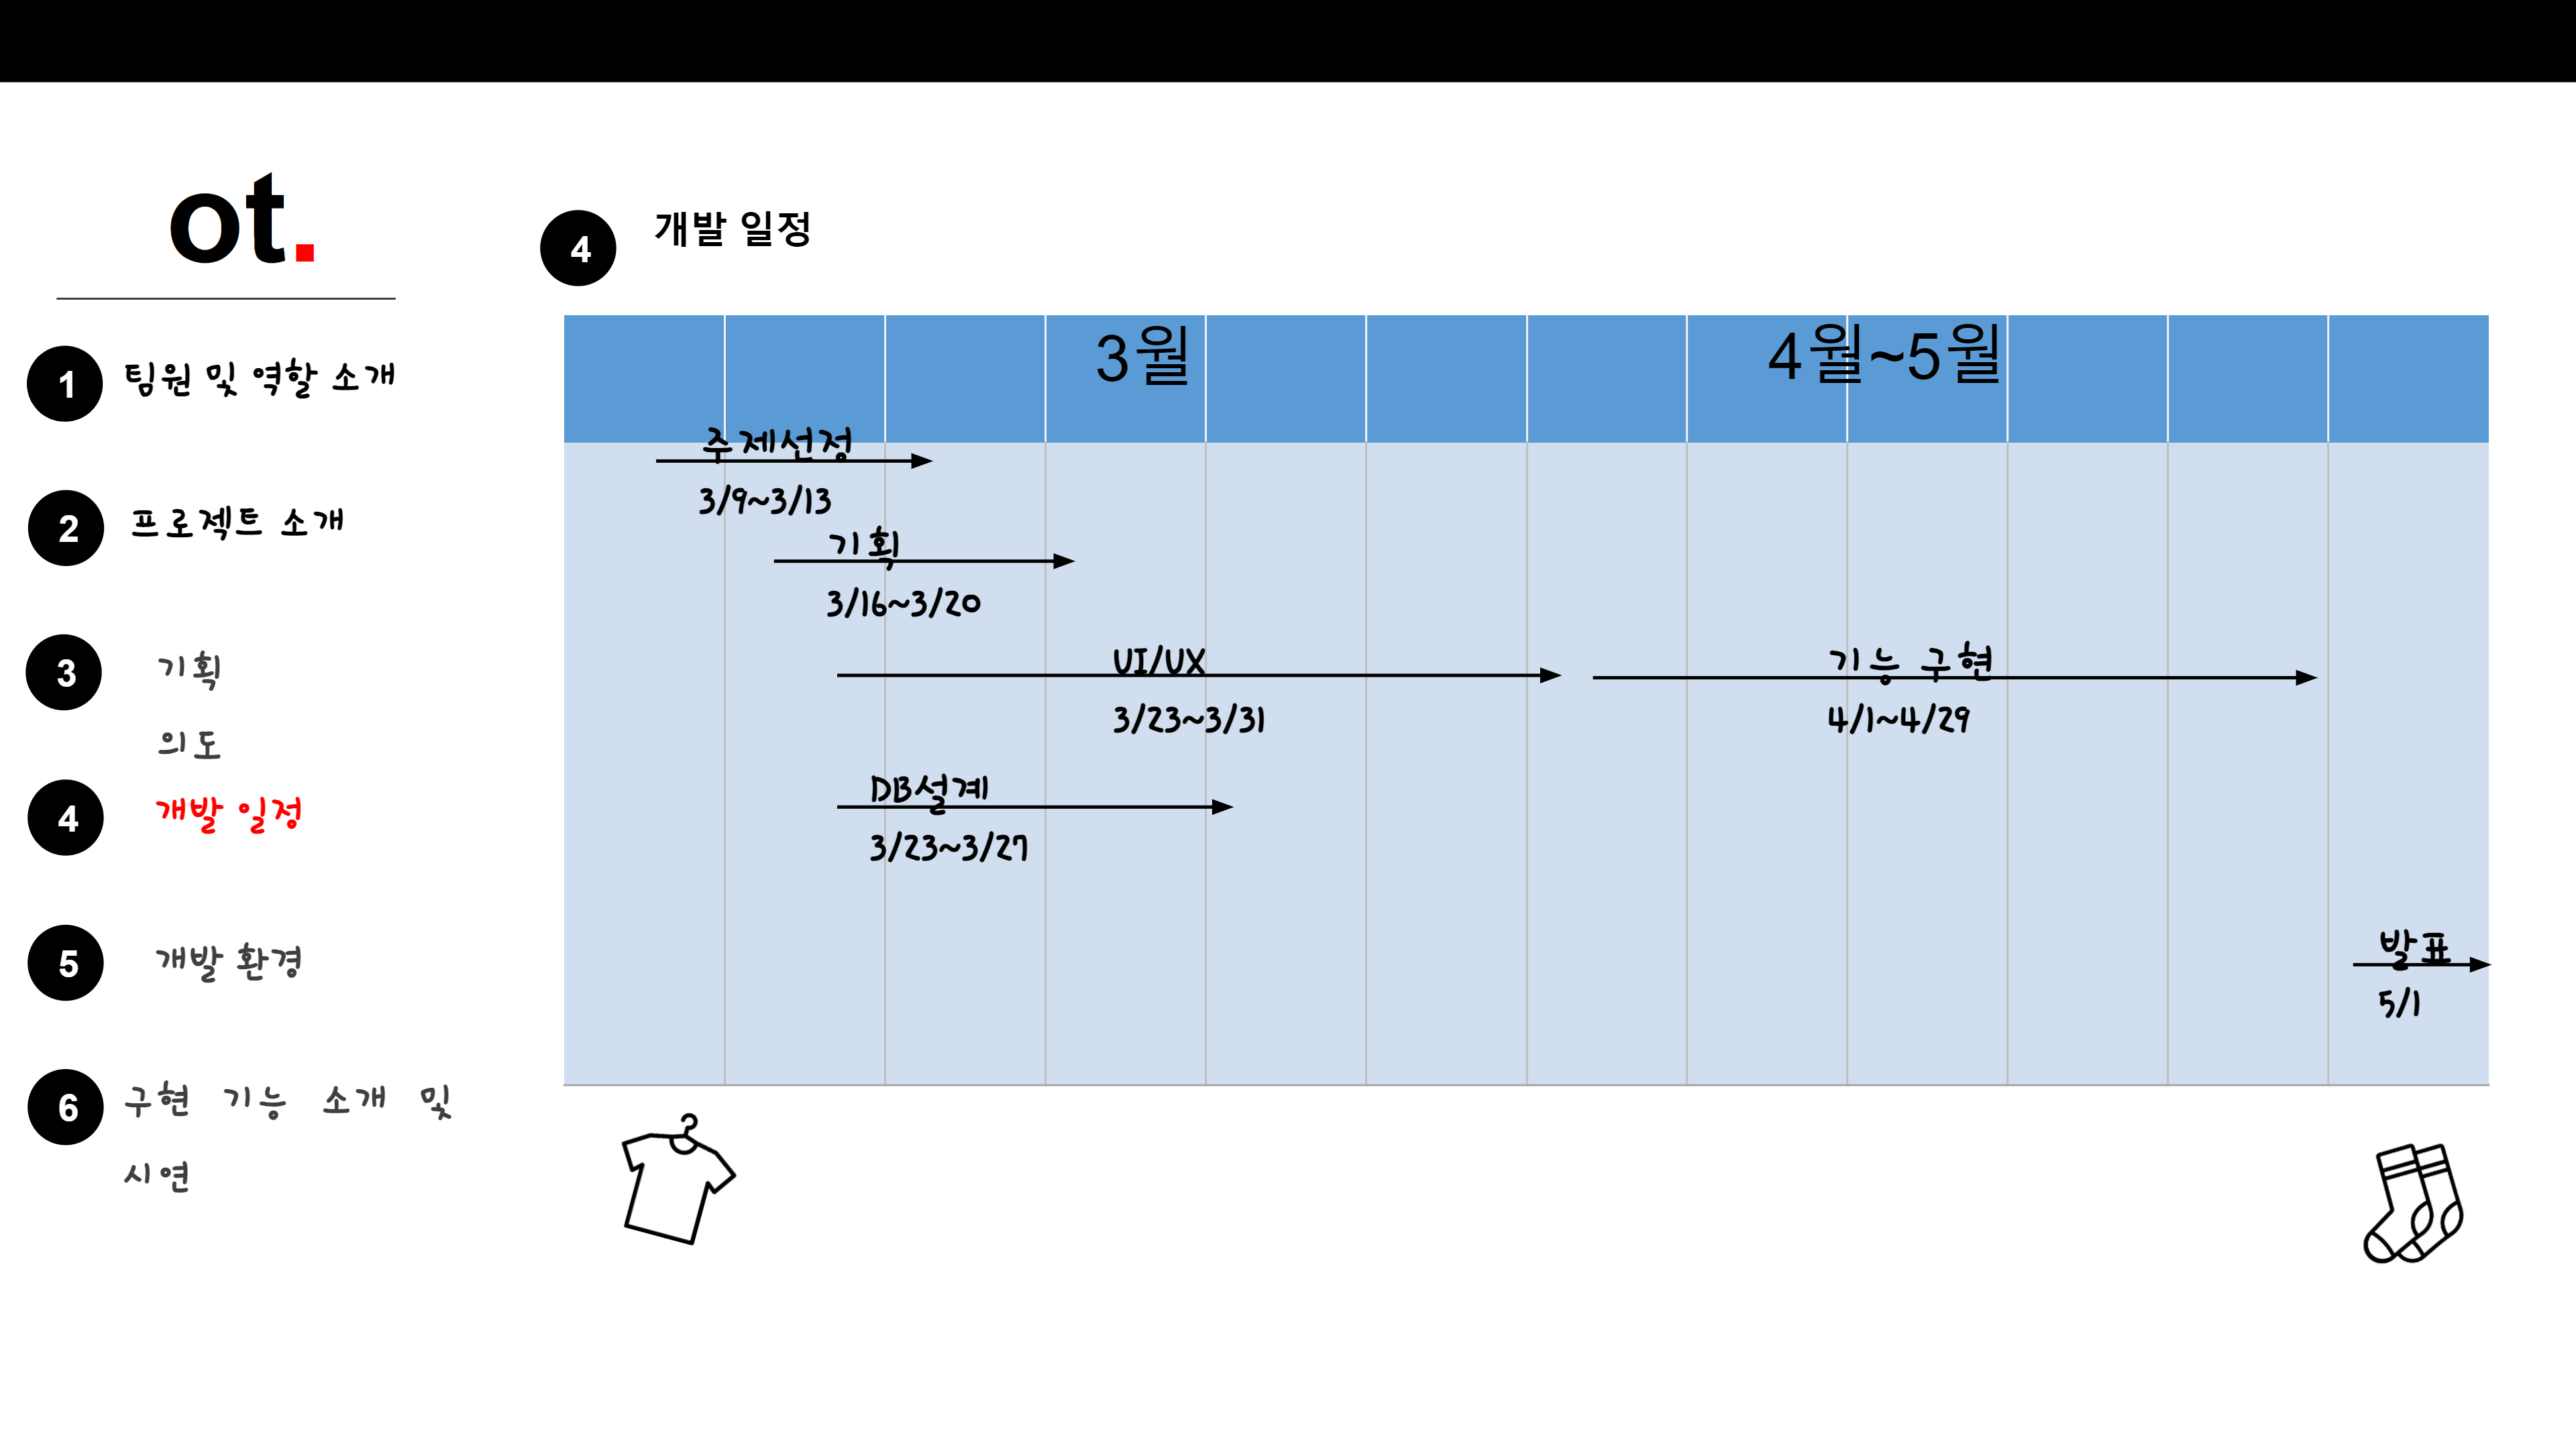 ot.
1 팀원 및 역할 소개
2 프로젝트 소개
3 기획
의도
4 개발 일정
5 개발 환경
6 구현 기능 소개 및
시연
4 개발 일정
3월 4월~5월
주제선정
3/9~3/13
기획
3/16~3/20
UI/UX
3/23~3/31
기능 구현
4/1~4/29
DB설계
3/23~3/27
발표
5/1